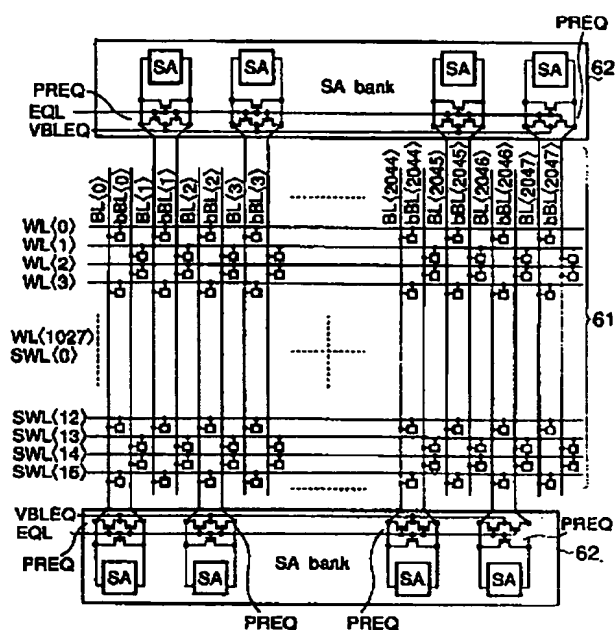 PREQ
SA
SA
SA bank
SA
SA
62
PREQ
EQL
VBLEQ
BL⟨0⟩
bBL⟨0⟩
BL⟨1⟩
bBL⟨1⟩
BL⟨2⟩
bBL⟨2⟩
BL⟨3⟩
bBL⟨3⟩
BL⟨2044⟩
bBL⟨2044⟩
BL⟨2045⟩
bBL⟨2045⟩
BL⟨2046⟩
bBL⟨2046⟩
BL⟨2047⟩
bBL⟨2047⟩
WL⟨0⟩
WL⟨1⟩
WL⟨2⟩
WL⟨3⟩
WL⟨1027⟩
SWL⟨0⟩
61
SWL⟨12⟩
SWL⟨13⟩
SWL⟨14⟩
SWL⟨15⟩
VBLEQ
EQL
PREQ
PREQ
62
SA
SA
SA bank
SA
SA
PREQ
PREQ